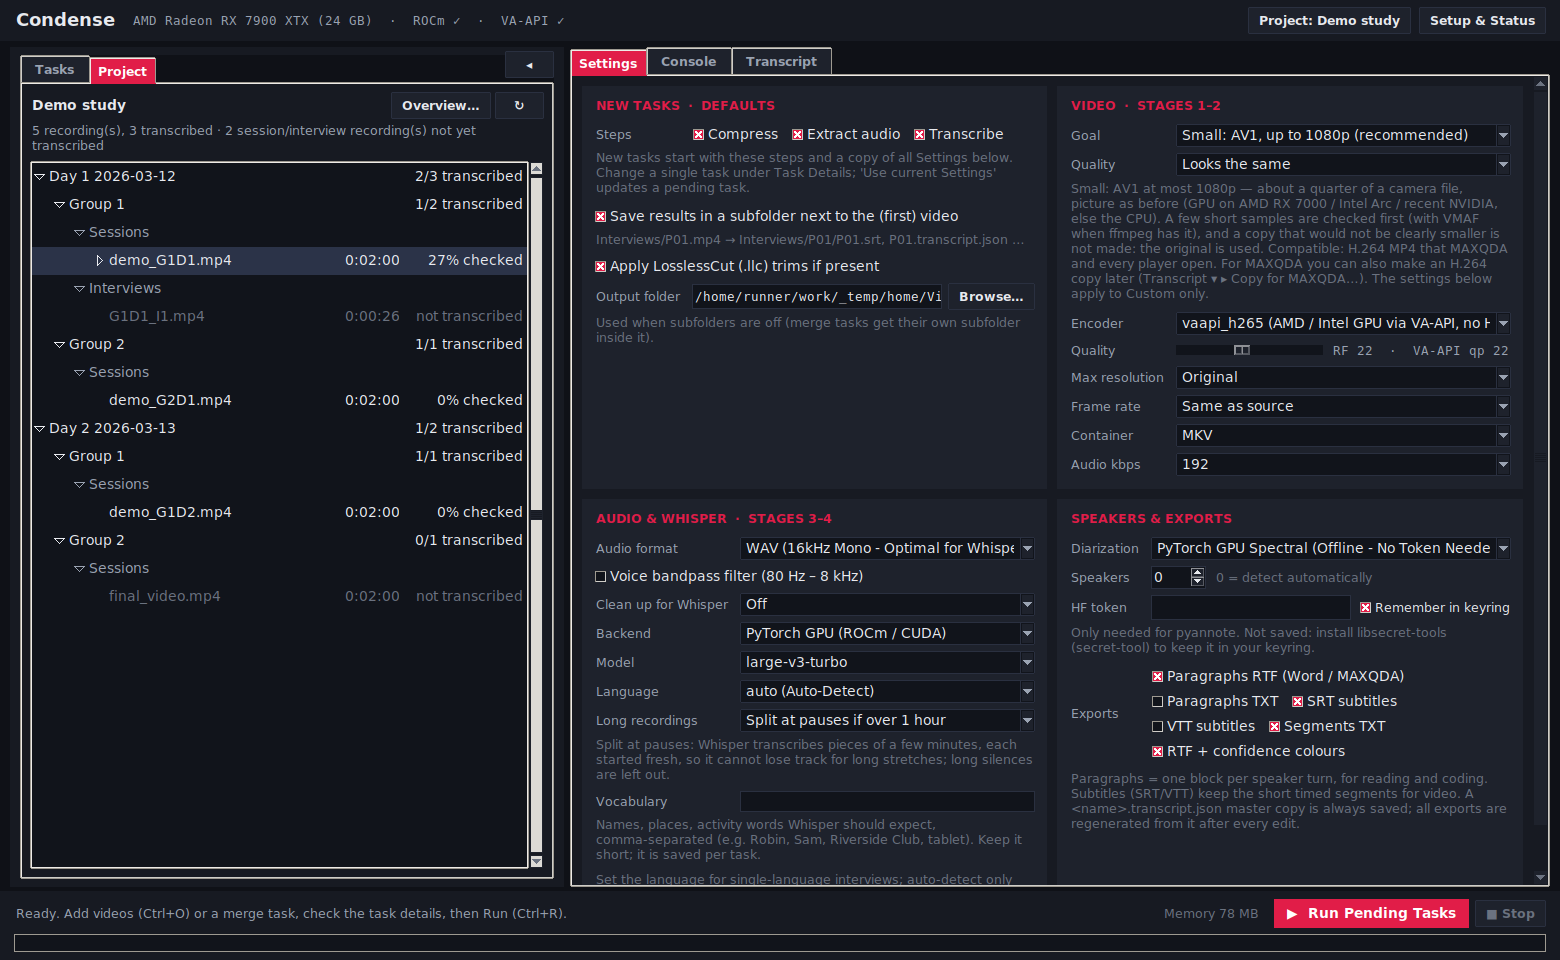 Condense AMD Radeon RX 7900 XTX (24 GB) · ROCm ✓ · VA-API ✓ Project: Demo study Setup & Status
Tasks Project ◂
Demo study Overview… ↻
5 recording(s), 3 transcribed · 2 session/interview recording(s) not yet
transcribed
Day 1 2026-03-12 2/3 transcribed
Group 1 1/2 transcribed
Sessions
demo_G1D1.mp4 0:02:00 27% checked
Interviews
G1D1_I1.mp4 0:00:26 not transcribed
Group 2 1/1 transcribed
Sessions
demo_G2D1.mp4 0:02:00 0% checked
Day 2 2026-03-13 1/2 transcribed
Group 1 1/1 transcribed
Sessions
demo_G1D2.mp4 0:02:00 0% checked
Group 2 0/1 transcribed
Sessions
final_video.mp4 0:02:00 not transcribed
Settings Console Transcript
NEW TASKS · DEFAULTS
Steps Compress Extract audio Transcribe
New tasks start with these steps and a copy of all Settings below.
Change a single task under Task Details; 'Use current Settings'
updates a pending task.
Save results in a subfolder next to the (first) video
Interviews/P01.mp4 → Interviews/P01/P01.srt, P01.transcript.json …
Apply LosslessCut (.llc) trims if present
Output folder /home/runner/work/_temp/home/Vi Browse…
Used when subfolders are off (merge tasks get their own subfolder
inside it).
VIDEO · STAGES 1–2
Goal Small: AV1, up to 1080p (recommended)
Quality Looks the same
Small: AV1 at most 1080p — about a quarter of a camera file,
picture as before (GPU on AMD RX 7000 / Intel Arc / recent NVIDIA,
else the CPU). A few short samples are checked first (with VMAF
when ffmpeg has it), and a copy that would not be clearly smaller is
not made: the original is used. Compatible: H.264 MP4 that MAXQDA
and every player open. For MAXQDA you can also make an H.264
copy later (Transcript ▾ ▸ Copy for MAXQDA…). The settings below
apply to Custom only.
Encoder vaapi_h265 (AMD / Intel GPU via VA-API, no H
Quality RF 22 · VA-API qp 22
Max resolution Original
Frame rate Same as source
Container MKV
Audio kbps 192
AUDIO & WHISPER · STAGES 3–4
Audio format WAV (16kHz Mono - Optimal for Whispe
Voice bandpass filter (80 Hz – 8 kHz)
Clean up for Whisper Off
Backend PyTorch GPU (ROCm / CUDA)
Model large-v3-turbo
Language auto (Auto-Detect)
Long recordings Split at pauses if over 1 hour
Split at pauses: Whisper transcribes pieces of a few minutes, each
started fresh, so it cannot lose track for long stretches; long silences
are left out.
Vocabulary
Names, places, activity words Whisper should expect,
comma-separated (e.g. Robin, Sam, Riverside Club, tablet). Keep it
short; it is saved per task.
Set the language for single-language interviews; auto-detect only
SPEAKERS & EXPORTS
Diarization PyTorch GPU Spectral (Offline - No Token Neede
Speakers 0 0 = detect automatically
HF token Remember in keyring
Only needed for pyannote. Not saved: install libsecret-tools
(secret-tool) to keep it in your keyring.
Exports
Paragraphs RTF (Word / MAXQDA)
Paragraphs TXT SRT subtitles
VTT subtitles Segments TXT
RTF + confidence colours
Paragraphs = one block per speaker turn, for reading and coding.
Subtitles (SRT/VTT) keep the short timed segments for video. A
<name>.transcript.json master copy is always saved; all exports are
regenerated from it after every edit.
Ready. Add videos (Ctrl+O) or a merge task, check the task details, then Run (Ctrl+R). Memory 78 MB ▶ Run Pending Tasks ■ Stop